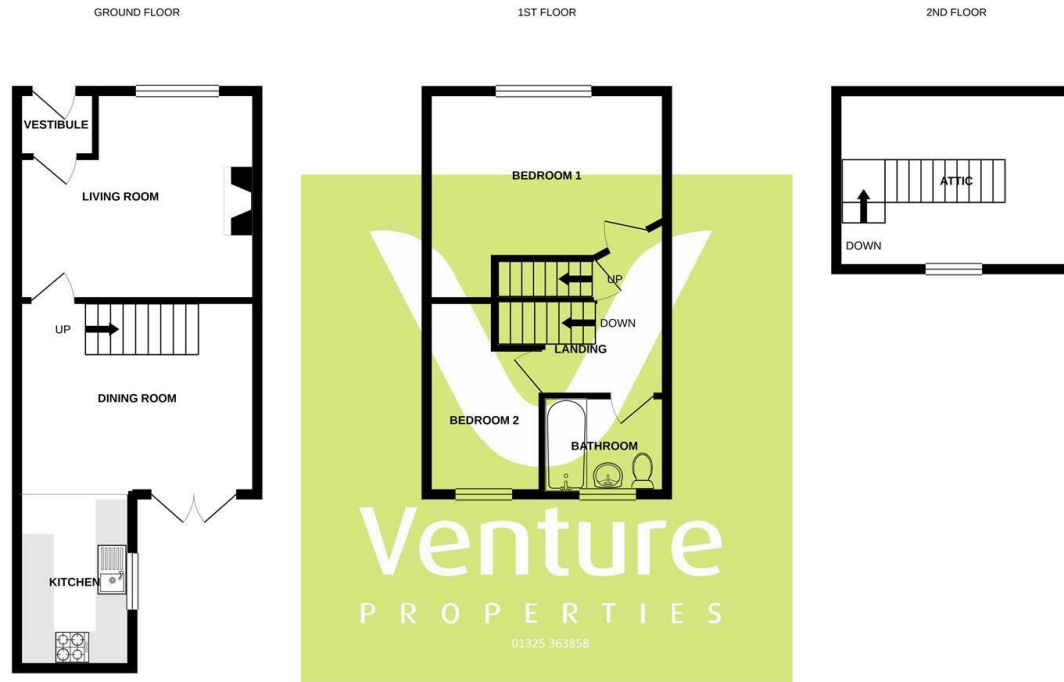 GROUND FLOOR
1ST FLOOR
2ND FLOOR
VESTIBULE
LIVING ROOM
UP
DINING ROOM
KITCHEN
BEDROOM 1
UP
DOWN
LANDING
BEDROOM 2
BATHROOM
ATTIC
DOWN
Venture
PROPERTIES
01325 363858